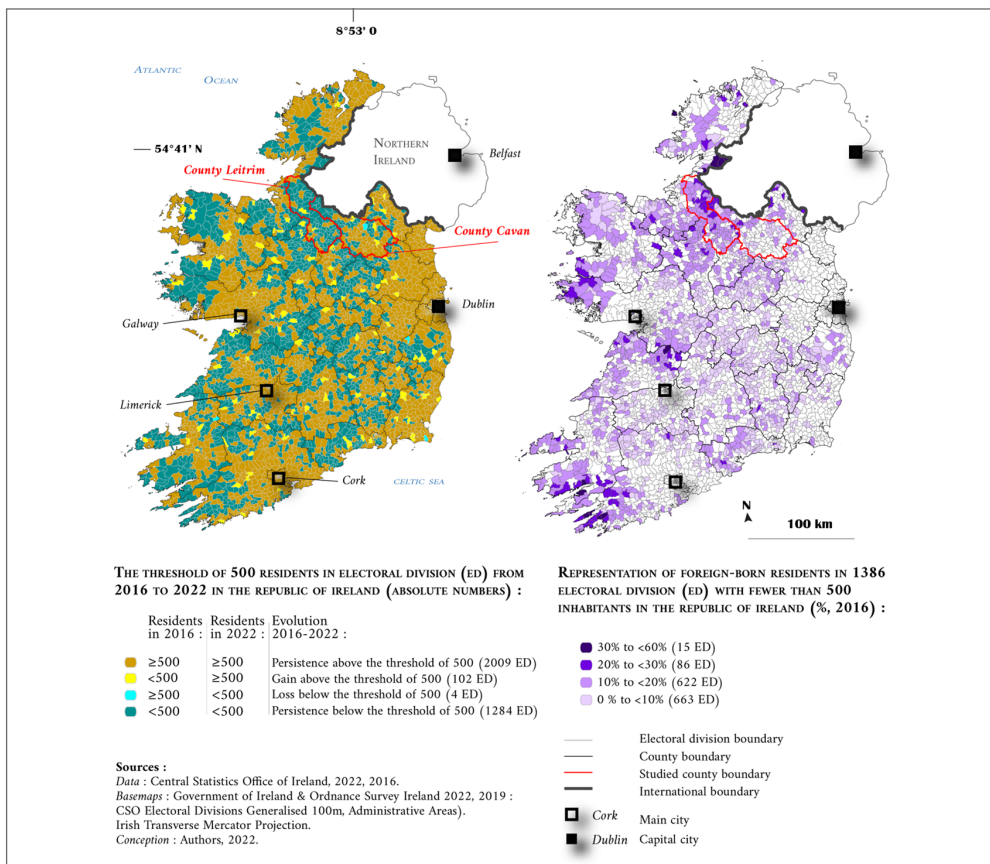 8°53’ 0
Atlantic
Ocean
54°41’ N
Northern
Ireland
Belfast
County Leitrim
County Cavan
Dublin
Galway
Limerick
Cork
Celtic Sea
N
100 km
The threshold of 500 residents in electoral division (ED) from
2016 to 2022 in the Republic of Ireland (absolute numbers) :
Residents in 2016 : Residents in 2022 : Evolution 2016-2022 :
≥500 ≥500 Persistence above the threshold of 500 (2009 ED)
<500 ≥500 Gain above the threshold of 500 (102 ED)
≥500 <500 Loss below the threshold of 500 (4 ED)
<500 <500 Persistence below the threshold of 500 (1284 ED)
Sources :
Data : Central Statistics Office of Ireland, 2022, 2016.
Basemaps : Government of Ireland & Ordnance Survey Ireland 2022, 2019 :
CSO Electoral Divisions Generalised 100m, Administrative Areas).
Irish Transverse Mercator Projection.
Conception : Authors, 2022.
Representation of foreign-born residents in 1386
electoral division (ED) with fewer than 500
inhabitants in the Republic of Ireland (%, 2016) :
30% to <60% (15 ED)
20% to <30% (86 ED)
10% to <20% (622 ED)
0 % to <10% (663 ED)
Electoral division boundary
County boundary
Studied county boundary
International boundary
Cork Main city
Dublin Capital city